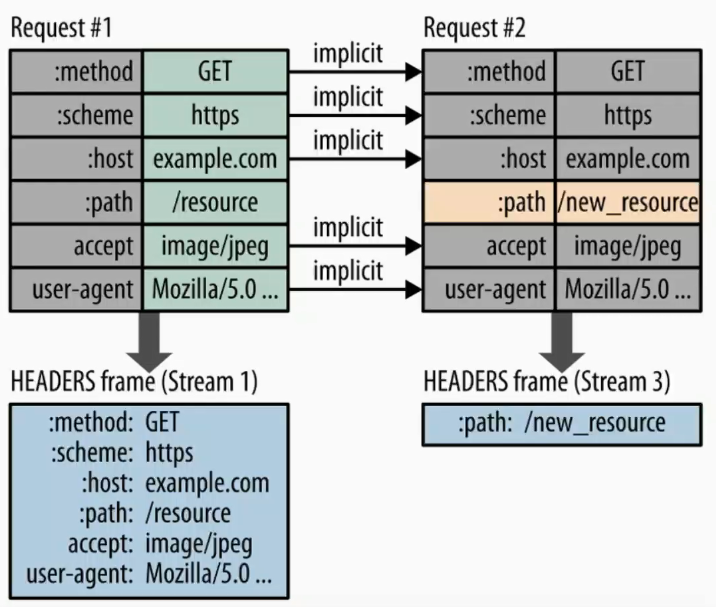 Request #1
:method GET
:scheme https
:host example.com
:path /resource
accept image/jpeg
user-agent Mozilla/5.0 ...
implicit
implicit
implicit
implicit
implicit
Request #2
:method GET
:scheme https
:host example.com
:path /new_resource
accept image/jpeg
user-agent Mozilla/5.0 ...
HEADERS frame (Stream 1)
:method: GET
:scheme: https
:host: example.com
:path: /resource
accept: image/jpeg
user-agent: Mozilla/5.0 ...
HEADERS frame (Stream 3)
:path: /new_resource